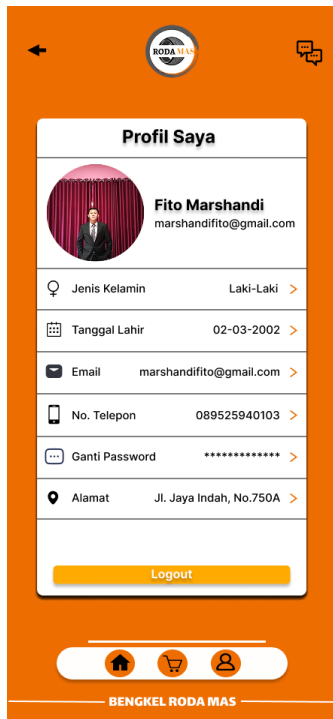 RODA MAS
Profil Saya
Fito Marshandi
marshandifito@gmail.com
Jenis Kelamin Laki-Laki >
Tanggal Lahir 02-03-2002 >
Email marshandifito@gmail.com >
No. Telepon 089525940103 >
Ganti Password ************* >
Alamat Jl. Jaya Indah, No.750A >
Logout
BENGKEL RODA MAS